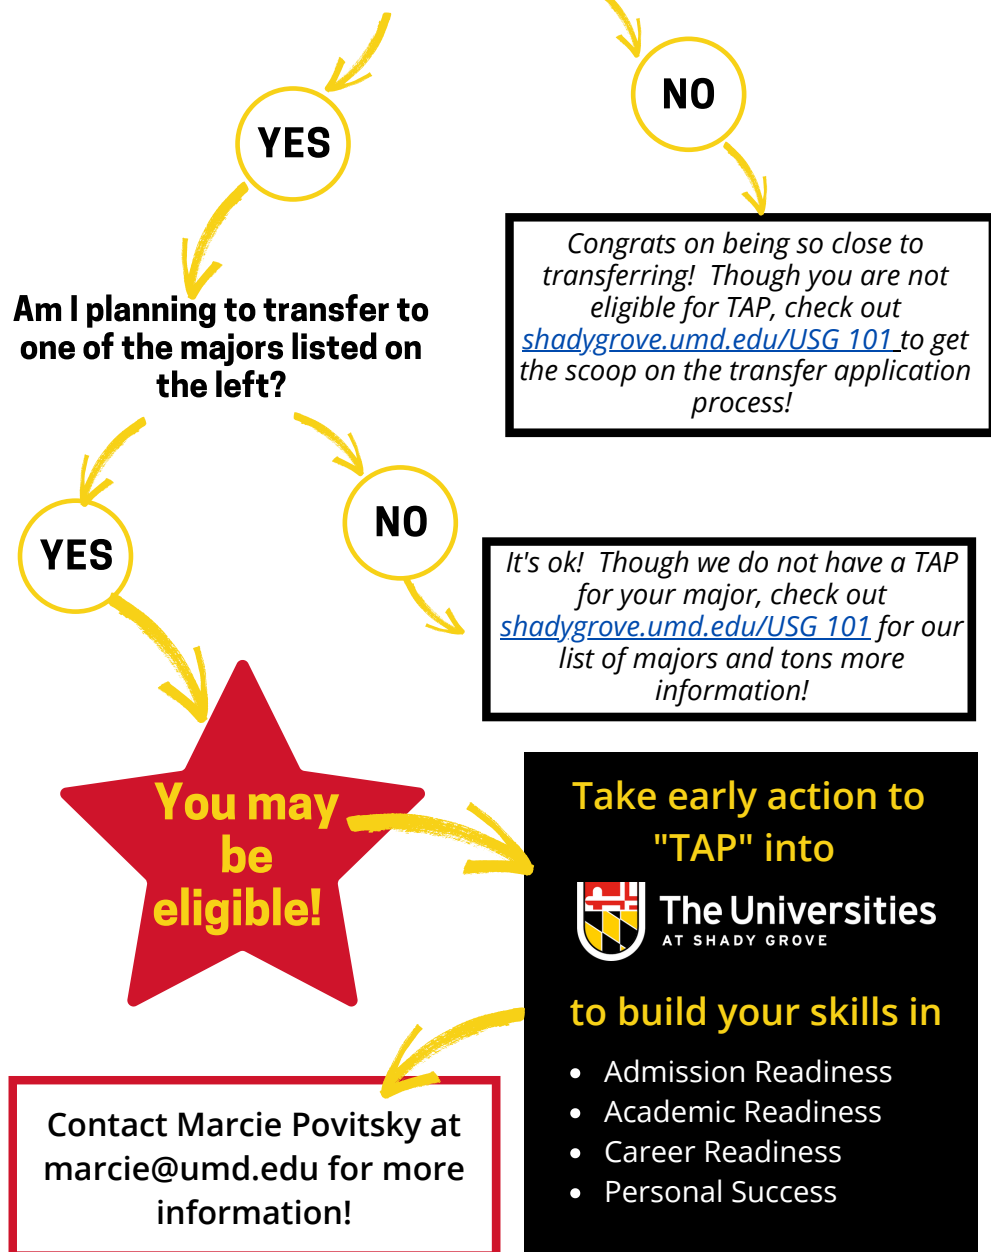 YES
NO
Congrats on being so close to
transferring!  Though you are not
eligible for TAP, check out
shadygrove.umd.edu/USG 101 to get
the scoop on the transfer application
process!
Am I planning to transfer to
one of the majors listed on
the left?
YES
NO
It's ok!  Though we do not have a TAP
for your major, check out
shadygrove.umd.edu/USG 101 for our
list of majors and tons more
information!
You may
be
eligible!
Take early action to
"TAP" into
The Universities
AT SHADY GROVE
to build your skills in
• Admission Readiness
• Academic Readiness
• Career Readiness
• Personal Success
Contact Marcie Povitsky at
marcie@umd.edu for more
information!